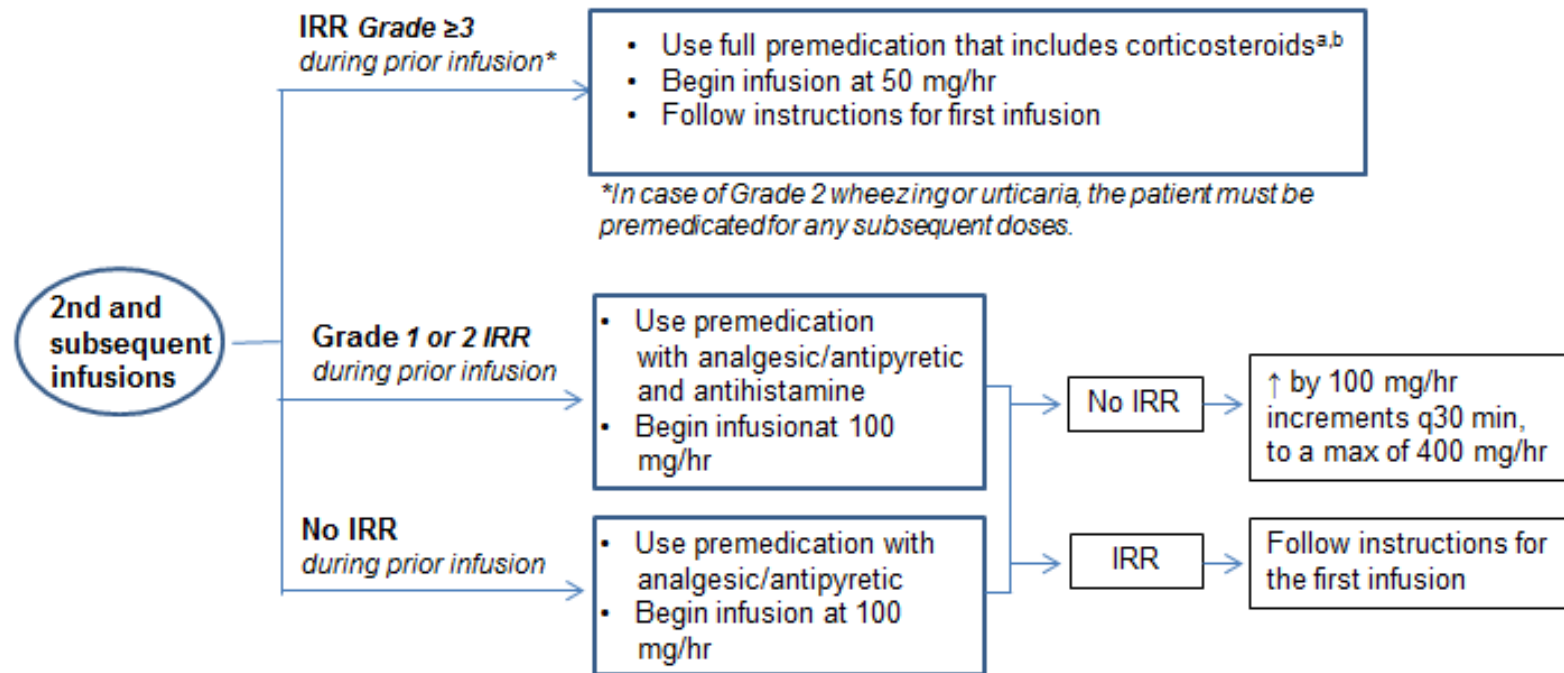 IRR Grade ≥3
during prior infusion*
• Use full premedication that includes corticosteroidsa,b
• Begin infusion at 50 mg/hr
• Follow instructions for first infusion
*In case of Grade 2 wheezing or urticaria, the patient must be
premedicated for any subsequent doses.
2nd and
subsequent
infusions
Grade 1 or 2 IRR
during prior infusion
• Use premedication
with analgesic/antipyretic
and antihistamine
• Begin infusionat 100
mg/hr
No IRR
↑ by 100 mg/hr
increments q30 min,
to a max of 400 mg/hr
No IRR
during prior infusion
• Use premedication with
analgesic/antipyretic
• Begin infusion at 100
mg/hr
IRR
Follow instructions for
the first infusion